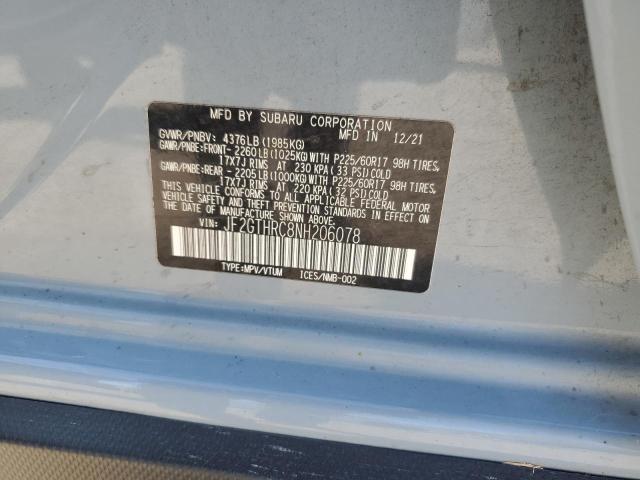 MFD BY SUBARU CORPORATION
MFD IN 12/21
GVWR/PNBV: 4376LB(1985KG)
GAWR/PNBE:FRONT-2260LB(1025KG)WITH P225/60R17 98H TIRES,
17X7J RIMS AT 230 KPA(33 PSI)COLD
GAWR/PNBE:REAR - 2205LB(1000KG)WITH P225/60R17 98H TIRES,
17X7J RIMS AT 220 KPA(32 PSI)COLD
THIS VEHICLE CONFORMS TO ALL APPLICABLE FEDERAL MOTOR
VEHICLE SAFETY, BUMPER, AND THEFT PREVENTION
STANDARDS IN EFFECT ON THE DATE OF
MANUFACTURE SHOWN ABOVE.
VIN: JF2GTHRC8NH206078
TYPE:MPV/VTUM ICES/NMB-002